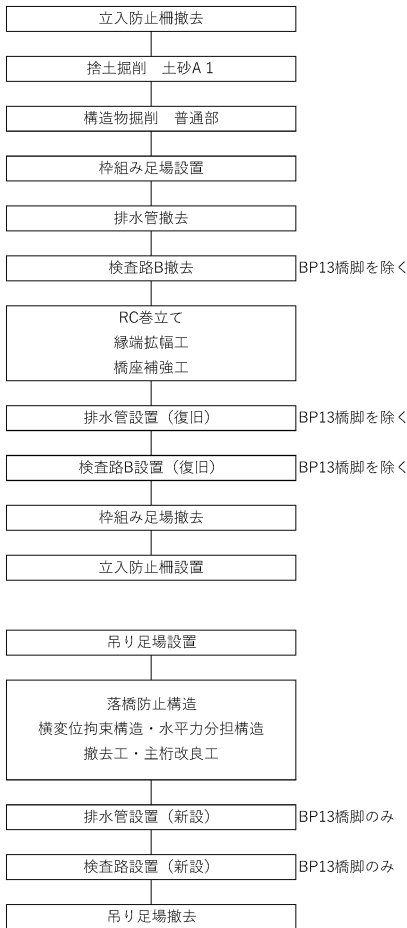 立入防止柵撤去
捨土掘削　土砂A 1
構造物掘削　普通部
枠組み足場設置
排水管撤去
検査路B撤去 BP13橋脚を除く
RC巻立て
縁端拡幅工
橋座補強工
排水管設置（復旧） BP13橋脚を除く
検査路B設置（復旧） BP13橋脚を除く
枠組み足場撤去
立入防止柵設置
吊り足場設置
落橋防止構造
横変位拘束構造・水平力分担構造
撤去工・主桁改良工
排水管設置（新設） BP13橋脚のみ
検査路設置（新設） BP13橋脚のみ
吊り足場撤去